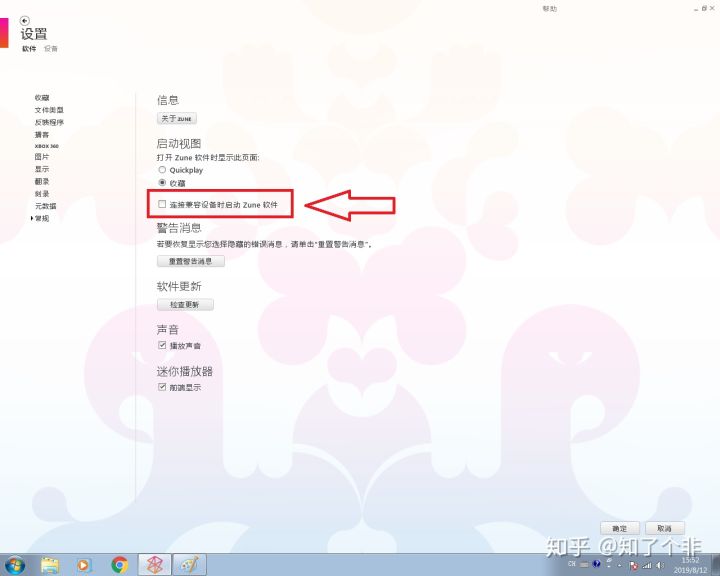 帮助
设置
软件 设备
收藏
文件类型
反映程序
播客
XBOX 360
图片
显示
翻录
刻录
元数据
常规
信息
关于 ZUNE
启动视图
打开 Zune 软件时显示此页面:
Quickplay
收藏
连接兼容设备时启动 Zune 软件
警告消息
若要恢复显示您选择隐藏的错误消息，请单击“重置警告消息”。
重置警告消息
软件更新
检查更新
声音
播放声音
迷你播放器
前端显示
确定 取消
知乎 @知了个非
CH 15:52
2019/8/12